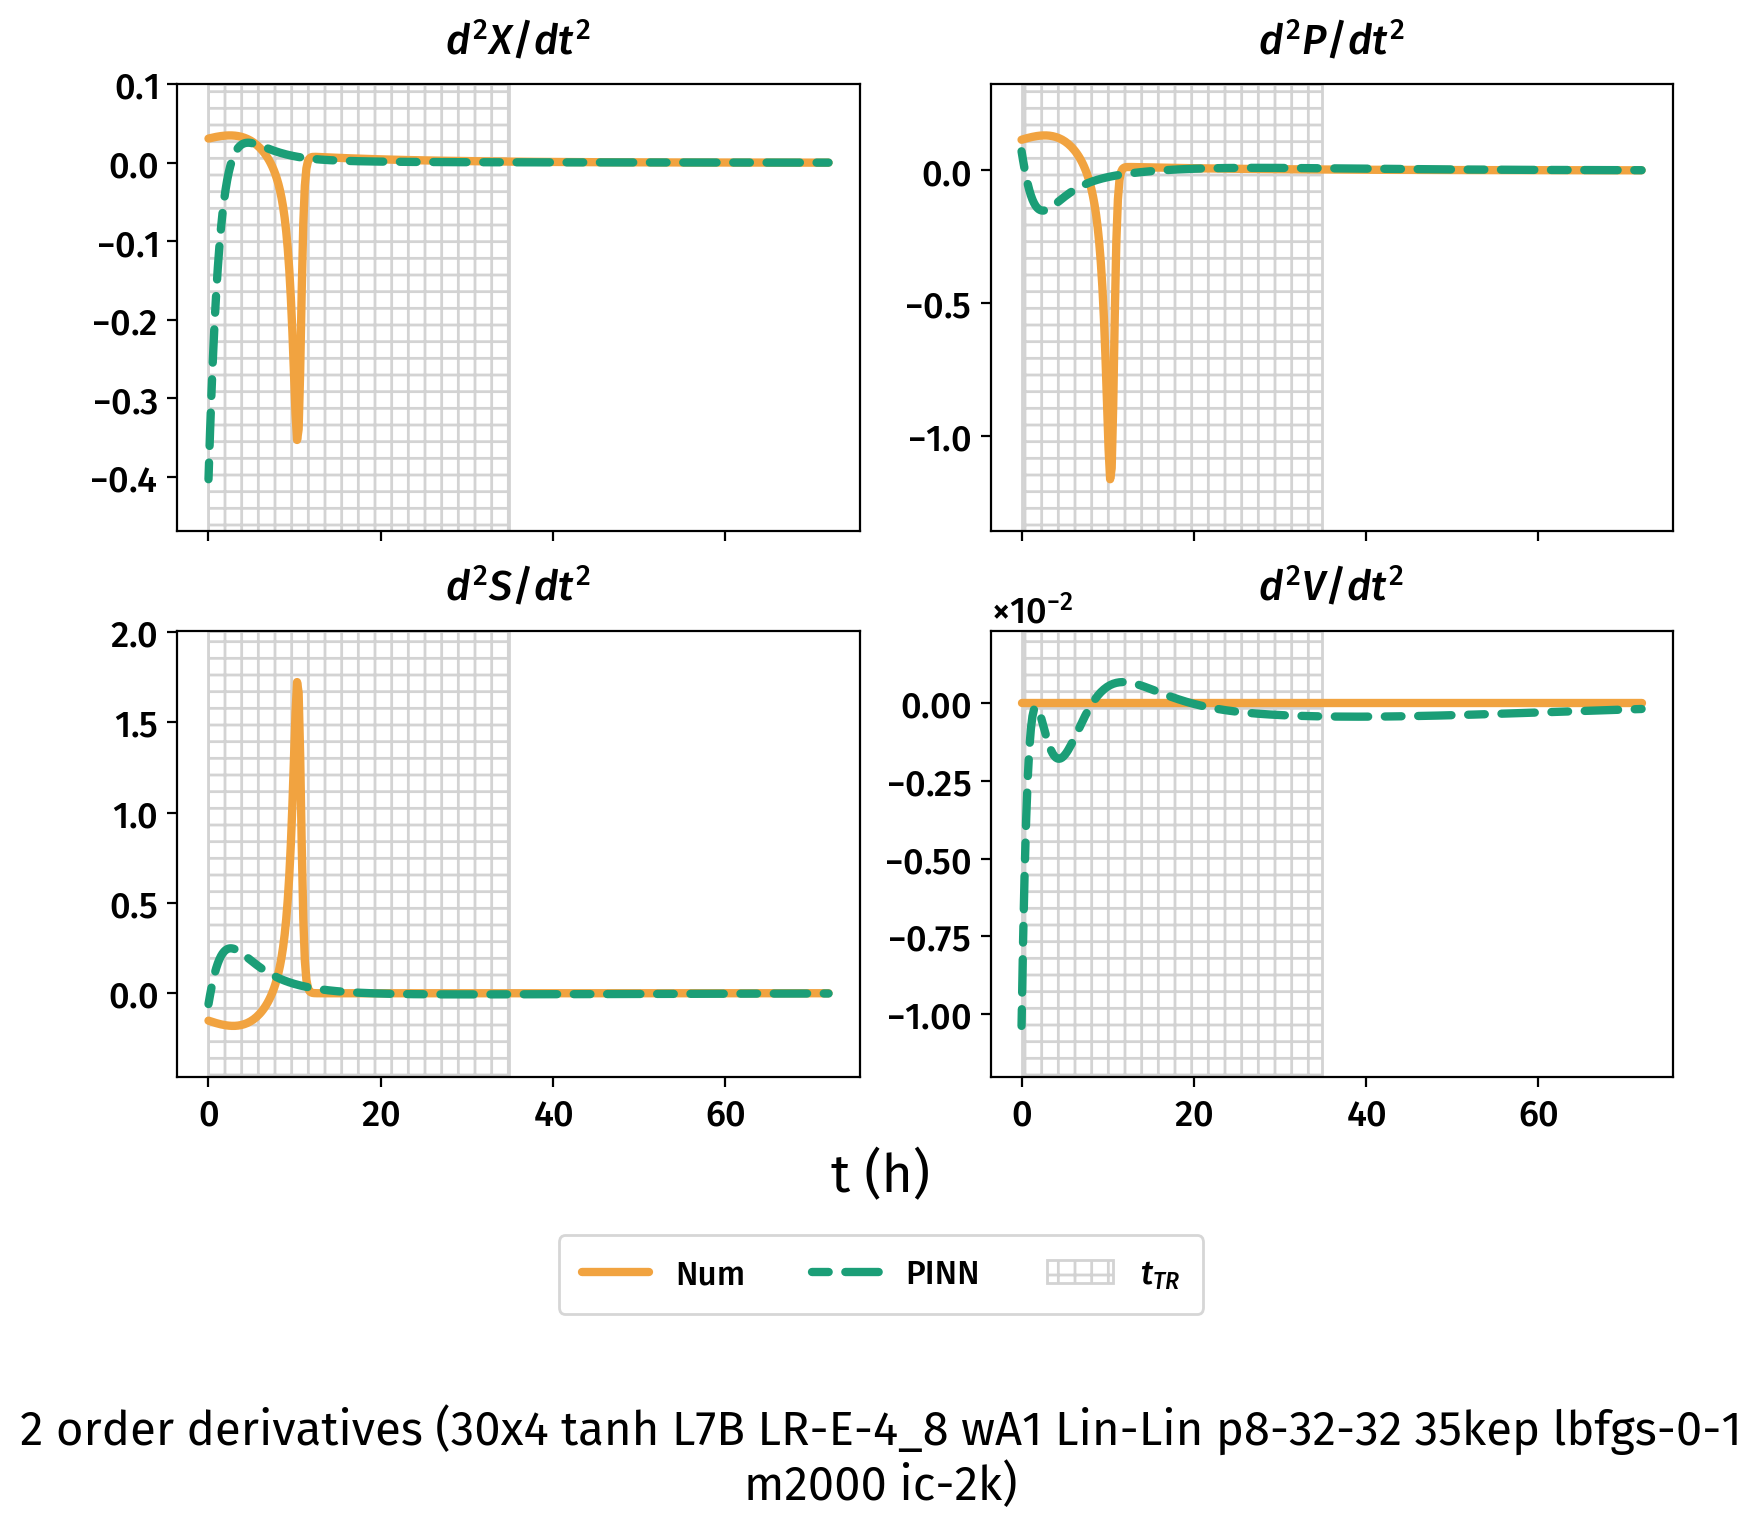 d²X/dt²
d²P/dt²
0.1
0.0
−0.1
−0.2
−0.3
−0.4
0.0
−0.5
−1.0
d²S/dt²
d²V/dt²
×10⁻²
2.0
1.5
1.0
0.5
0.0
0.00
−0.25
−0.50
−0.75
−1.00
0 20 40 60
0 20 40 60
t (h)
Num PINN t_TR
2 order derivatives (30x4 tanh L7B LR-E-4_8 wA1 Lin-Lin p8-32-32 35kep lbfgs-0-1
m2000 ic-2k)